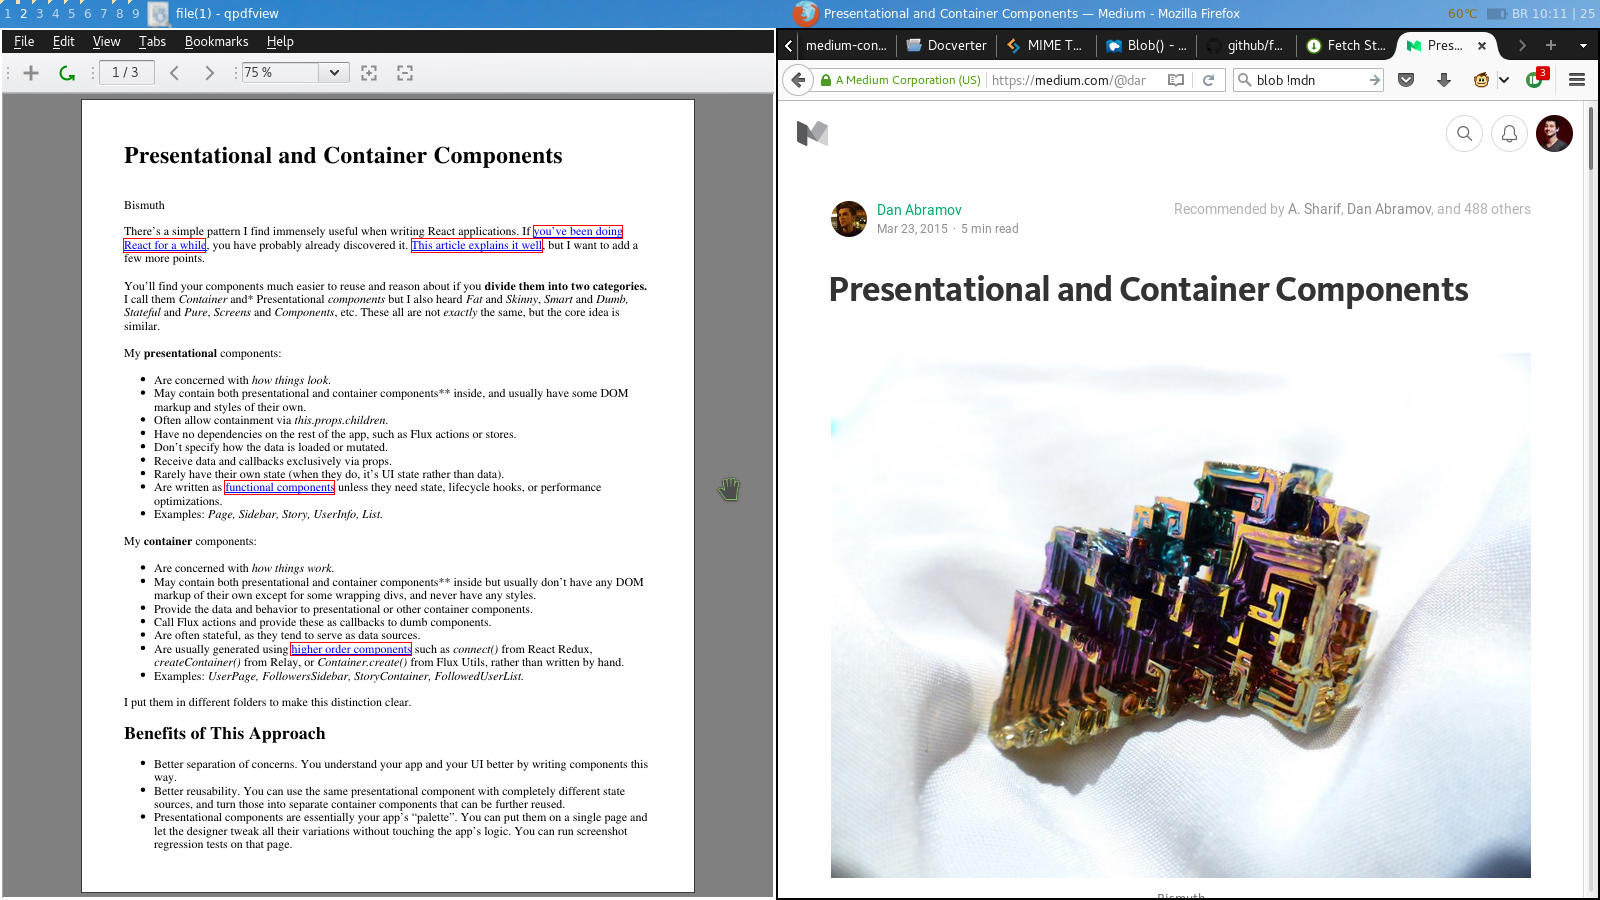 1 2 3 4 5 6 7 8 9 file(1) - qpdfview
Presentational and Container Components — Medium - Mozilla Firefox
60°C BR 10:11 | 25
File Edit View Tabs Bookmarks Help
1 / 3
75 %
Presentational and Container Components
Bismuth
There’s a simple pattern I find immensely useful when writing React applications. If you’ve been doing
React for a while, you have probably already discovered it. This article explains it well, but I want to add a
few more points.
You’ll find your components much easier to reuse and reason about if you divide them into two categories.
I call them Container and* Presentational components but I also heard Fat and Skinny, Smart and Dumb,
Stateful and Pure, Screens and Components, etc. These all are not exactly the same, but the core idea is
similar.
My presentational components:
• Are concerned with how things look.
• May contain both presentational and container components** inside, and usually have some DOM
markup and styles of their own.
• Often allow containment via this.props.children.
• Have no dependencies on the rest of the app, such as Flux actions or stores.
• Don’t specify how the data is loaded or mutated.
• Receive data and callbacks exclusively via props.
• Rarely have their own state (when they do, it’s UI state rather than data).
• Are written as functional components unless they need state, lifecycle hooks, or performance
optimizations.
• Examples: Page, Sidebar, Story, UserInfo, List.
My container components:
• Are concerned with how things work.
• May contain both presentational and container components** inside but usually don’t have any DOM
markup of their own except for some wrapping divs, and never have any styles.
• Provide the data and behavior to presentational or other container components.
• Call Flux actions and provide these as callbacks to dumb components.
• Are often stateful, as they tend to serve as data sources.
• Are usually generated using higher order components such as connect() from React Redux,
createContainer() from Relay, or Container.create() from Flux Utils, rather than written by hand.
• Examples: UserPage, FollowersSidebar, StoryContainer, FollowedUserList.
I put them in different folders to make this distinction clear.
Benefits of This Approach
• Better separation of concerns. You understand your app and your UI better by writing components this
way.
• Better reusability. You can use the same presentational component with completely different state
sources, and turn those into separate container components that can be further reused.
• Presentational components are essentially your app’s “palette”. You can put them on a single page and
let the designer tweak all their variations without touching the app’s logic. You can run screenshot
regression tests on that page.
medium-con... Docverter MIME T... Blob() - ... github/f... Fetch St... Pres...
A Medium Corporation (US) https://medium.com/@dar
blob !mdn
3
Dan Abramov
Mar 23, 2015 · 5 min read
Recommended by A. Sharif, Dan Abramov, and 488 others
Presentational and Container Components
Bismuth